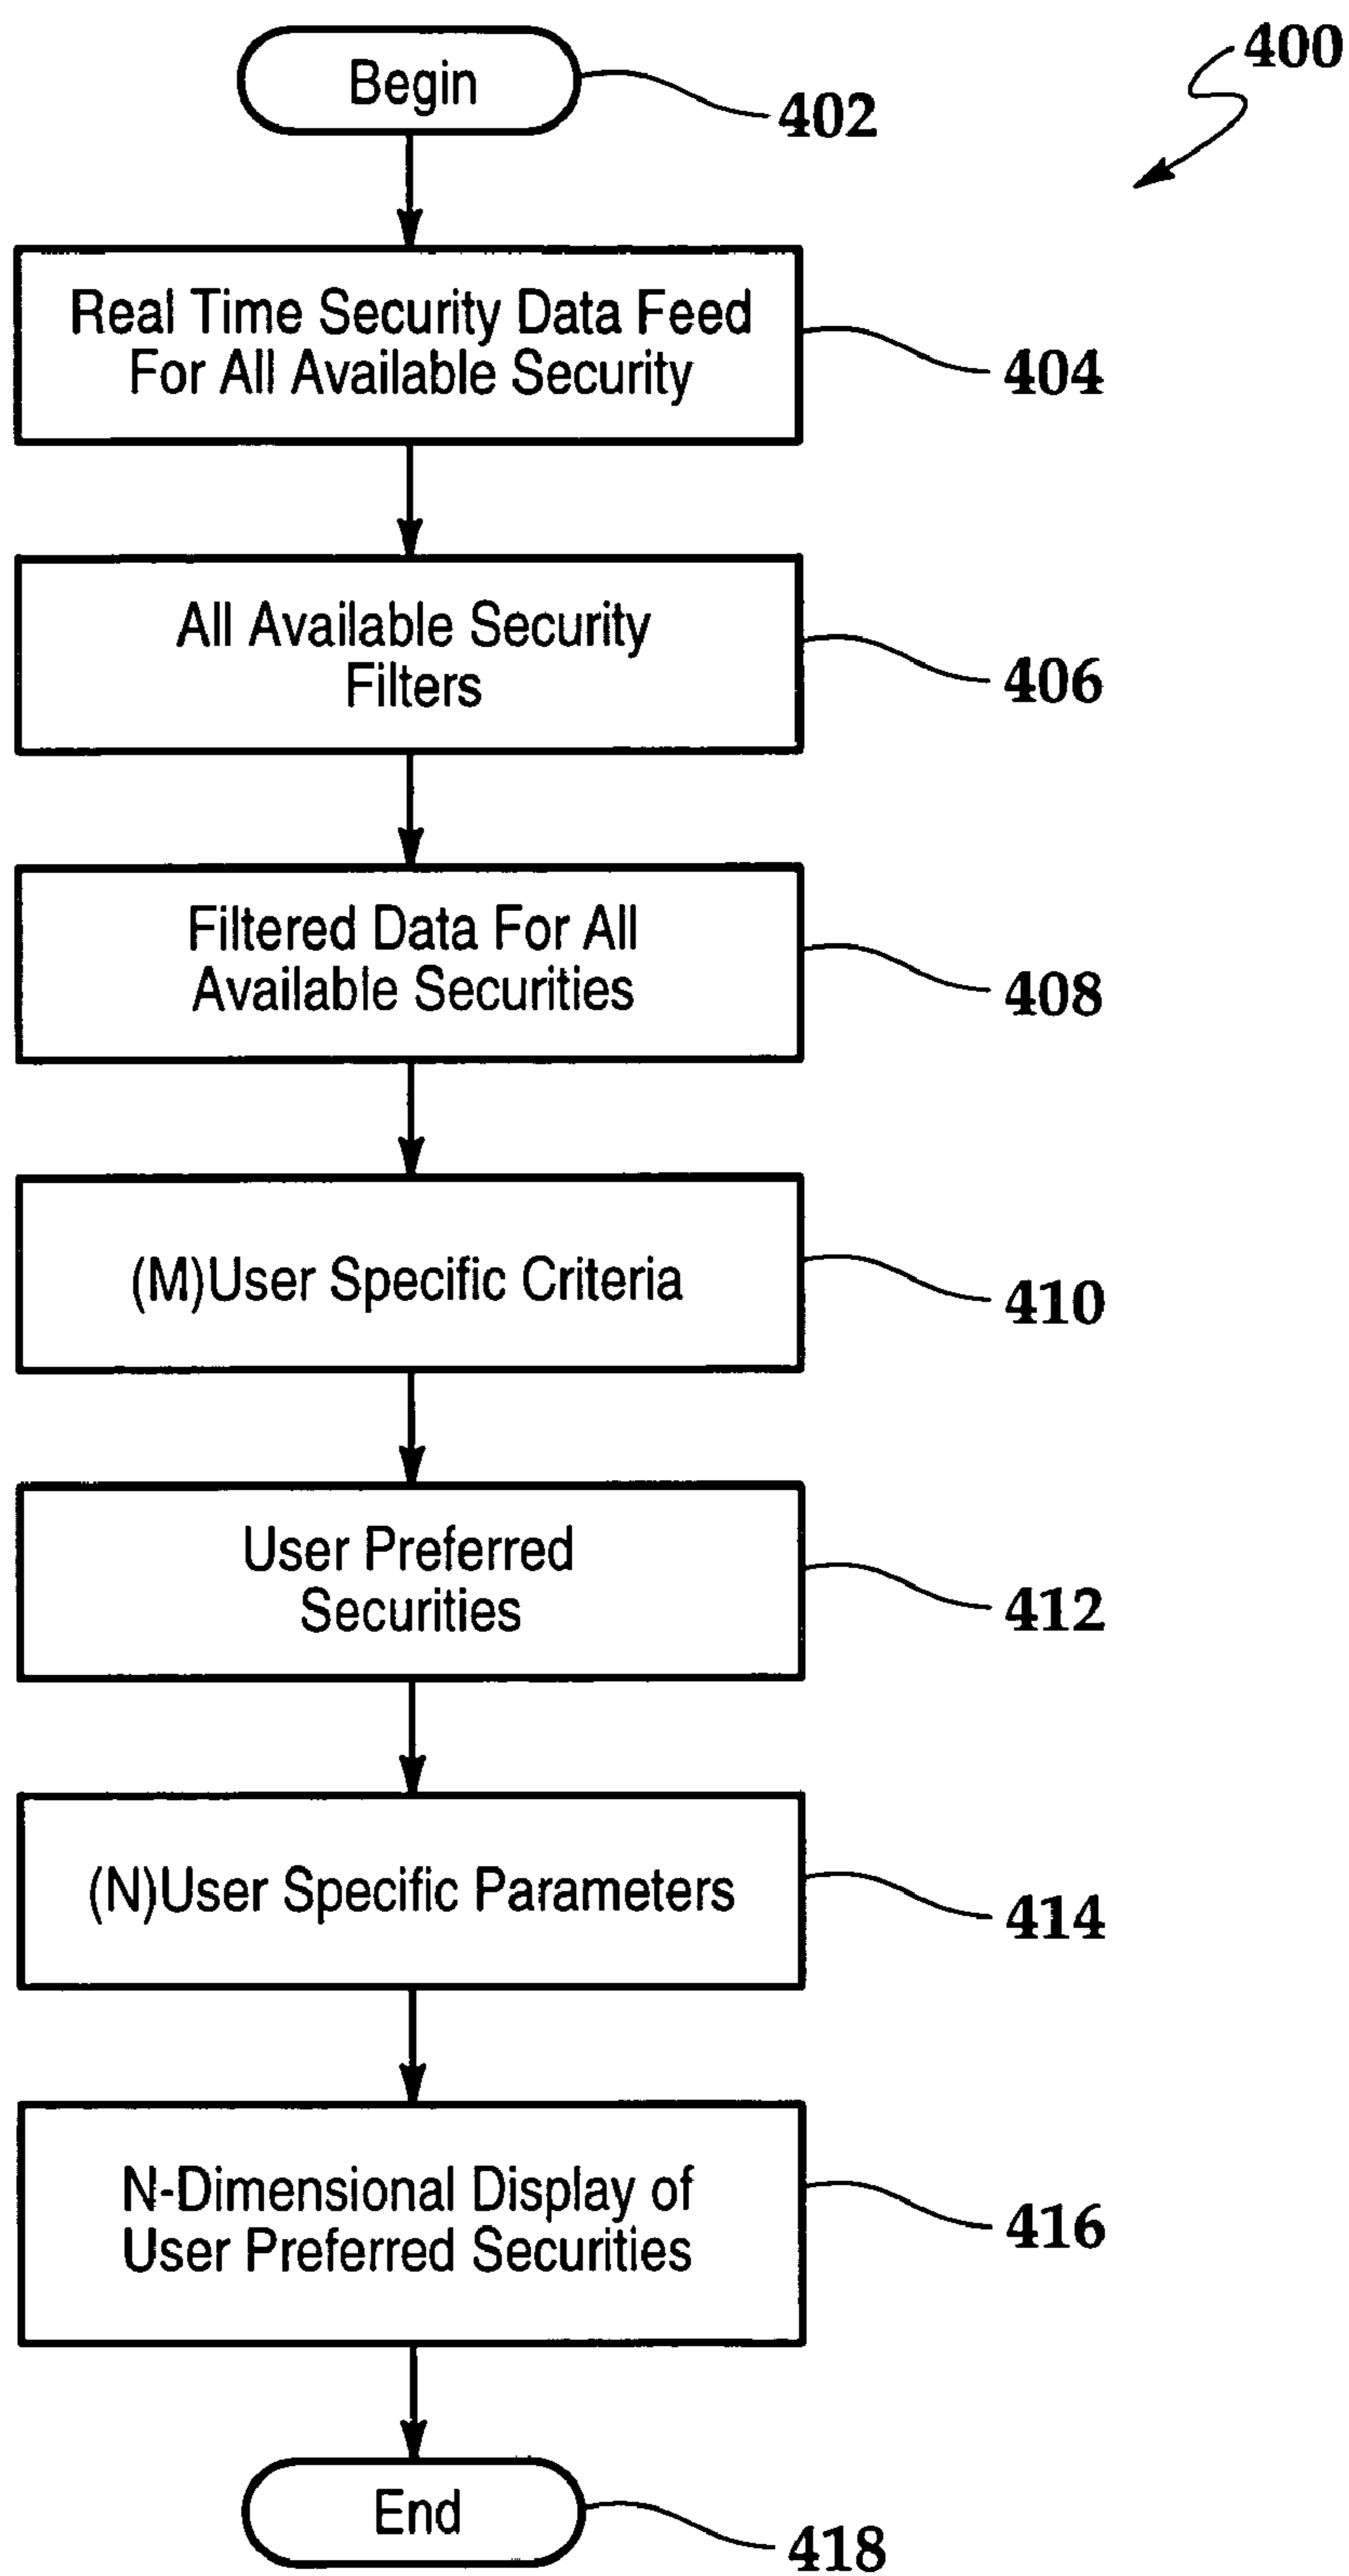 Begin
402
400
Real Time Security Data Feed
For All Available Security
404
All Available Security
Filters
406
Filtered Data For All
Available Securities
408
(M)User Specific Criteria
410
User Preferred
Securities
412
(N)User Specific Parameters
414
N-Dimensional Display of
User Preferred Securities
416
End
418